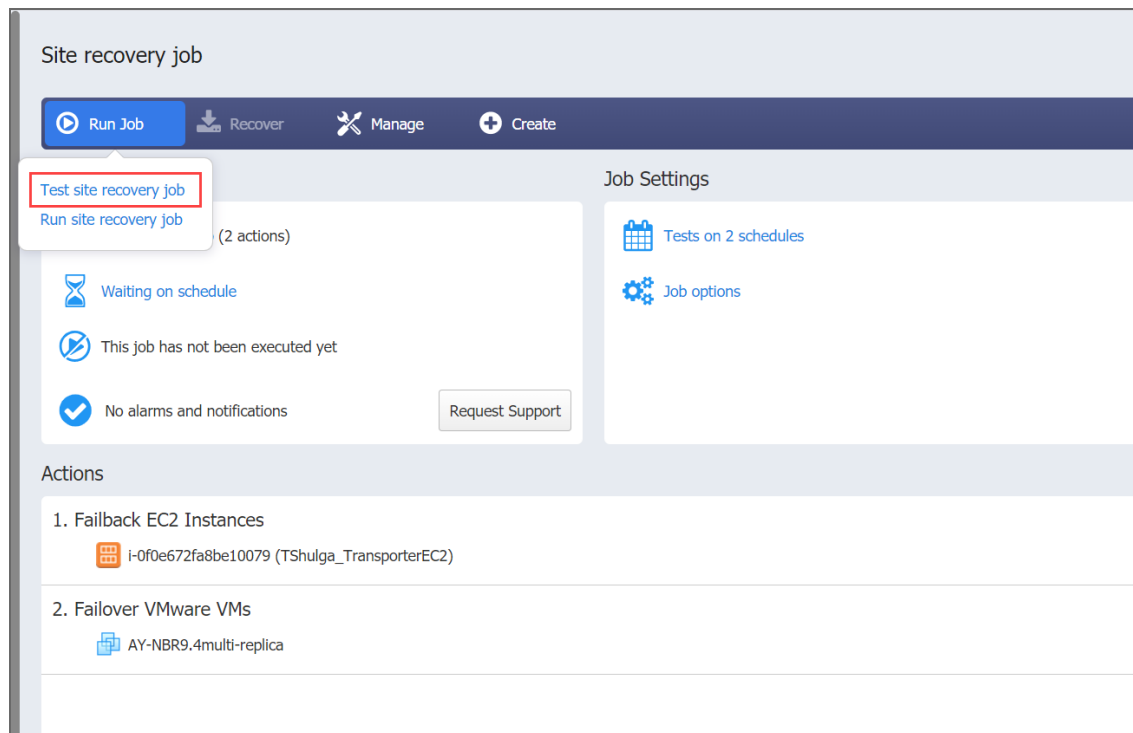 Site recovery job
Run Job Recover Manage Create
Test site recovery job
Run site recovery job
Job Settings
(2 actions)
Tests on 2 schedules
Waiting on schedule
Job options
This job has not been executed yet
No alarms and notifications
Request Support
Actions
1. Failback EC2 Instances
i-0f0e672fa8be10079 (TShulga_TransporterEC2)
2. Failover VMware VMs
AY-NBR9.4multi-replica